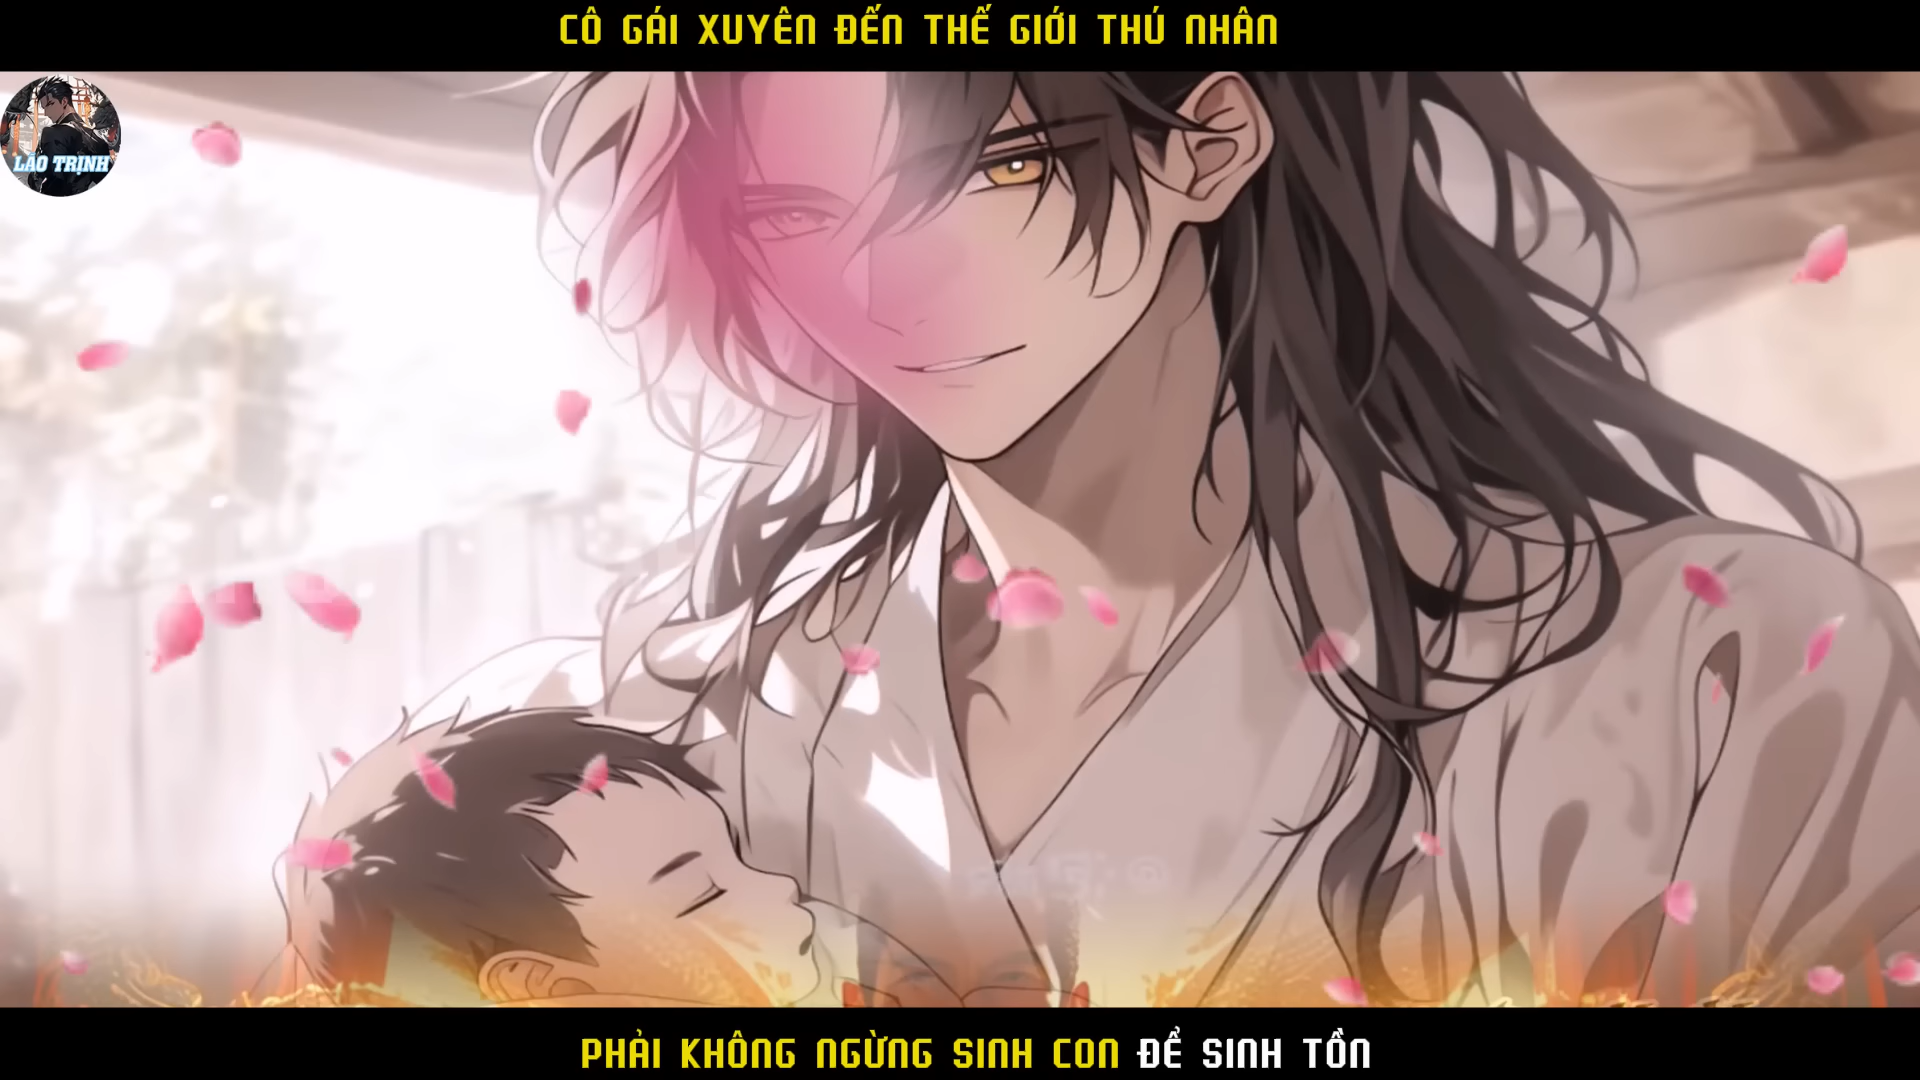 CÔ GÁI XUYÊN ĐẾN THẾ GIỚI THÚ NHÂN
LÃO TRỊNH
PHẢI KHÔNG NGỪNG SINH CON ĐỂ SINH TỒN